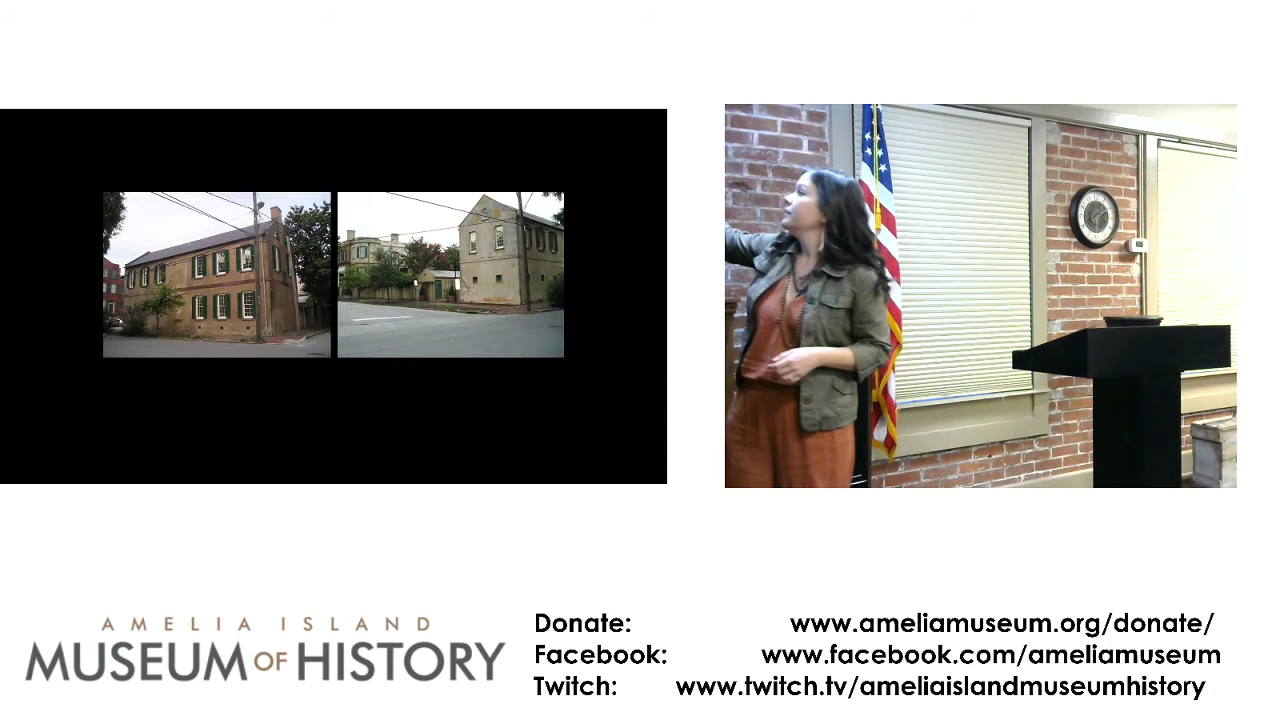 AMELIA ISLAND
MUSEUM OF HISTORY
Donate: www.ameliamuseum.org/donate/
Facebook: www.facebook.com/ameliamuseum
Twitch: www.twitch.tv/ameliaislandmuseumhistory